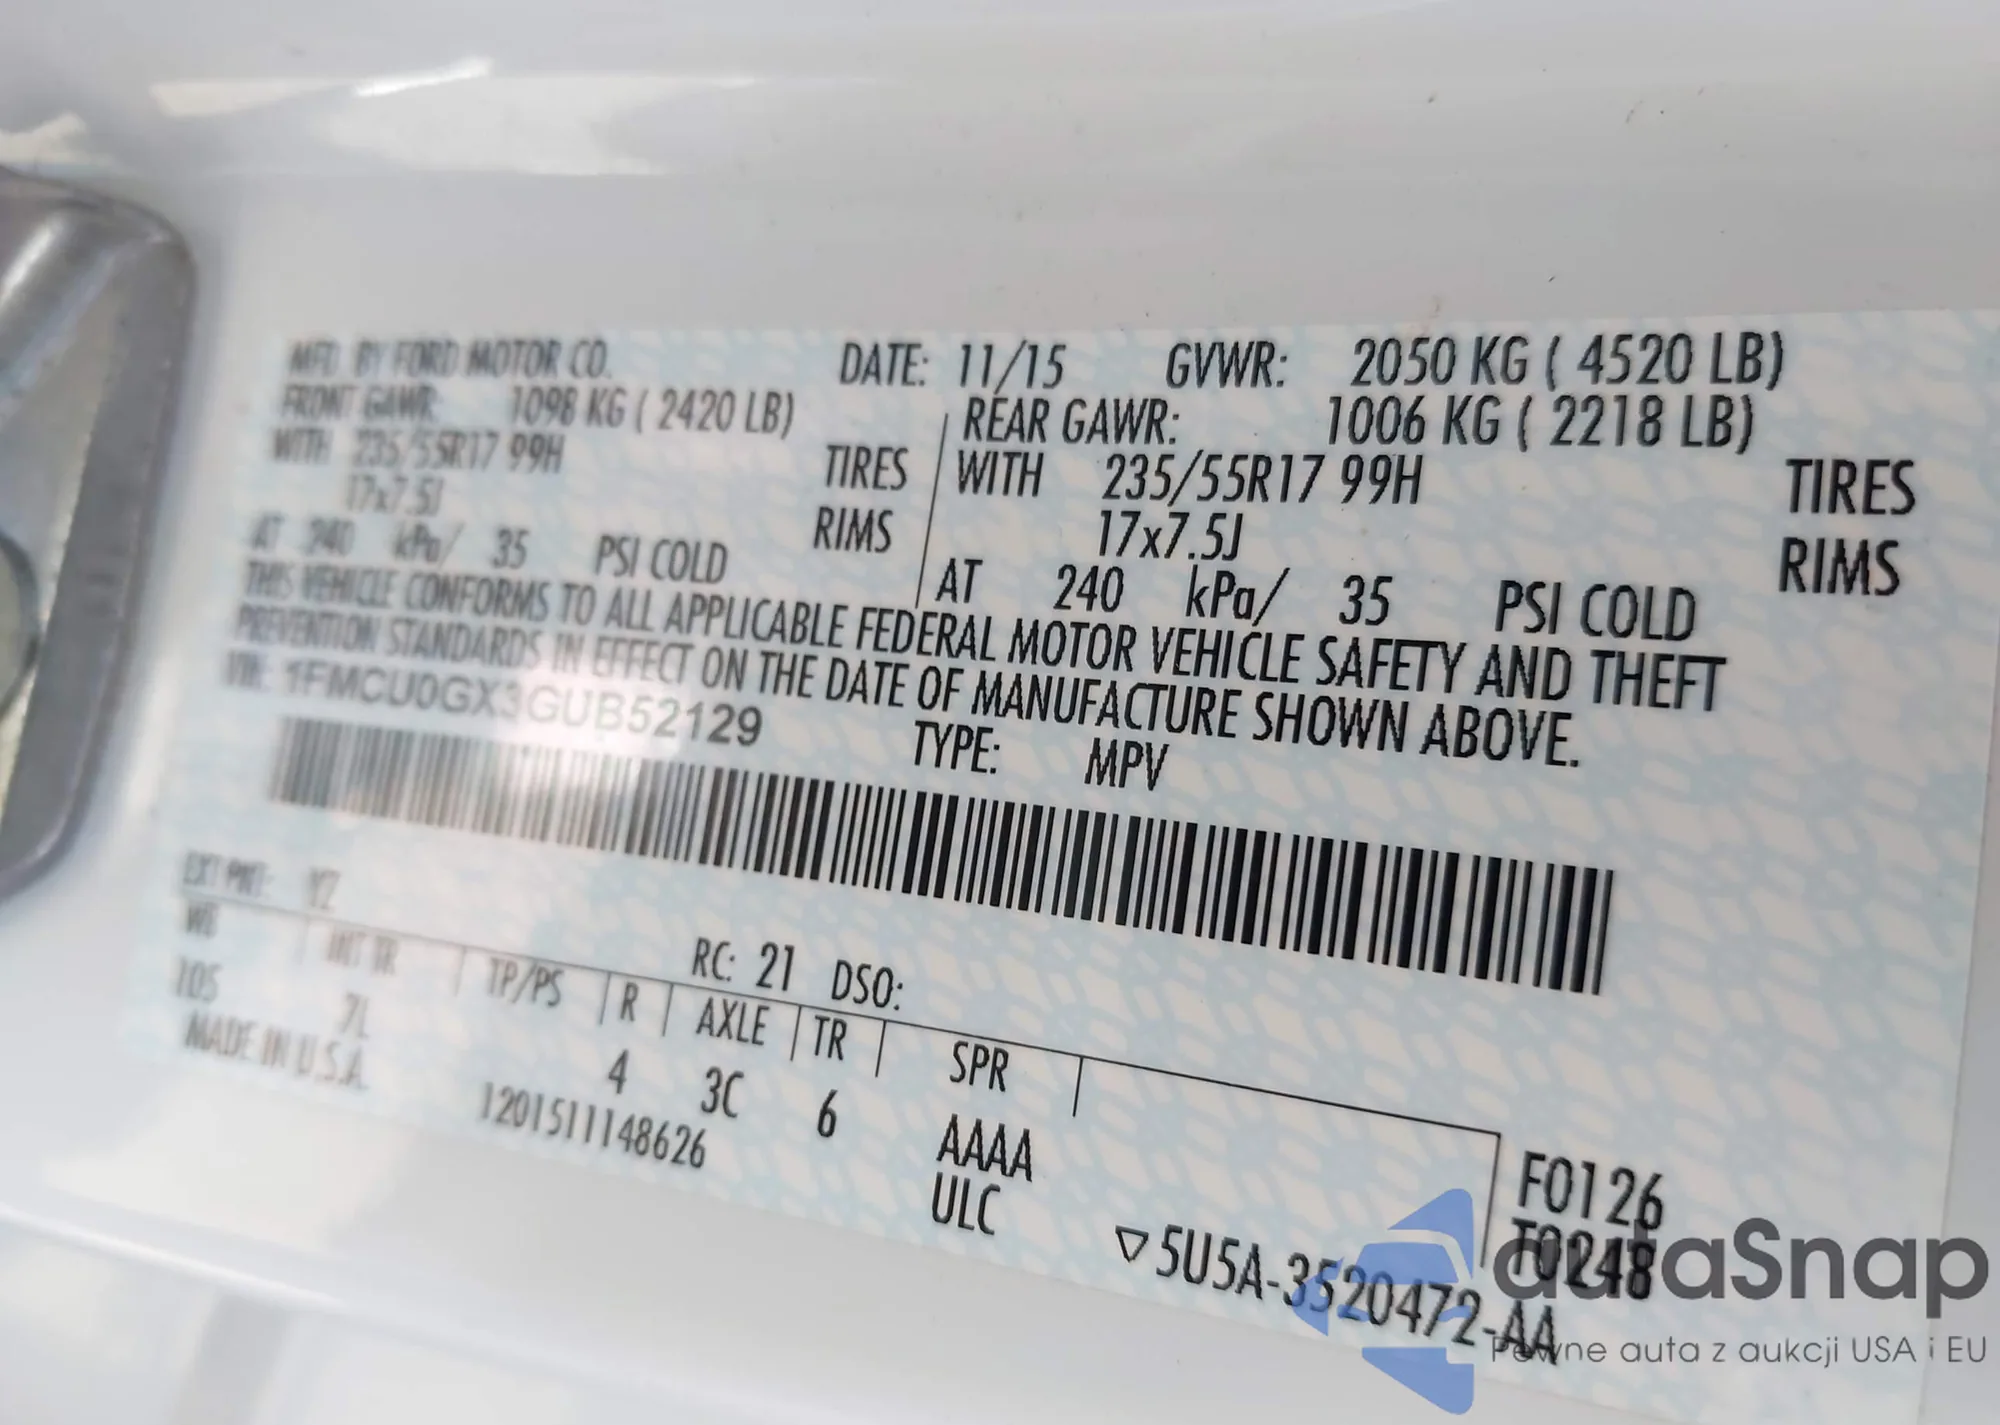 MFD. BY FORD MOTOR CO. DATE: 11/15 GVWR: 2050 KG ( 4520 LB)
FRONT GAWR: 1098 KG ( 2420 LB) REAR GAWR: 1006 KG ( 2218 LB)
WITH 235/55R17 99H TIRES WITH 235/55R17 99H TIRES
17x7.5J RIMS 17x7.5J RIMS
AT 240 kPa/ 35 PSI COLD AT 240 kPa/ 35 PSI COLD
THIS VEHICLE CONFORMS TO ALL APPLICABLE FEDERAL MOTOR VEHICLE SAFETY AND THEFT
PREVENTION STANDARDS IN EFFECT ON THE DATE OF MANUFACTURE SHOWN ABOVE.
VIN: 1FMCU0GX3GUB52129 TYPE: MPV
EXT PNT: YZ RC: 21 DSO:
WB INT TR TP/PS R AXLE TR SPR
105 7L 4 3C 6 AAAA F0126
MADE IN U.S.A. ULC T0248
1201511148626
▽5U5A-3520472-AA
autaSnap
Pewne auta z aukcji USA i EU